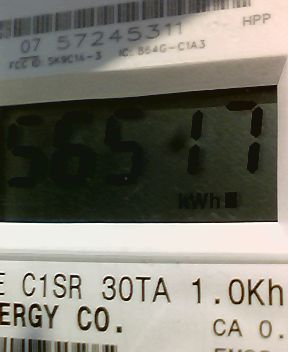 07 57245311
HPP
FCC ID: SK9C1A-3 IC: 864G-C1A3
56517
kWh
E C1SR 30TA 1.0Kh
ERGY CO.
CA 0.